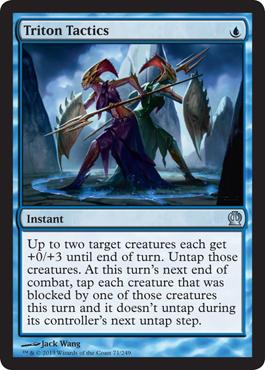 Triton Tactics
Instant
Up to two target creatures each get
+0/+3 until end of turn. Untap those
creatures. At this turn's next end of
combat, tap each creature that was
blocked by one of those creatures
this turn and it doesn't untap during
its controller's next untap step.
Jack Wang
™ & © 2013 Wizards of the Coast 71/249